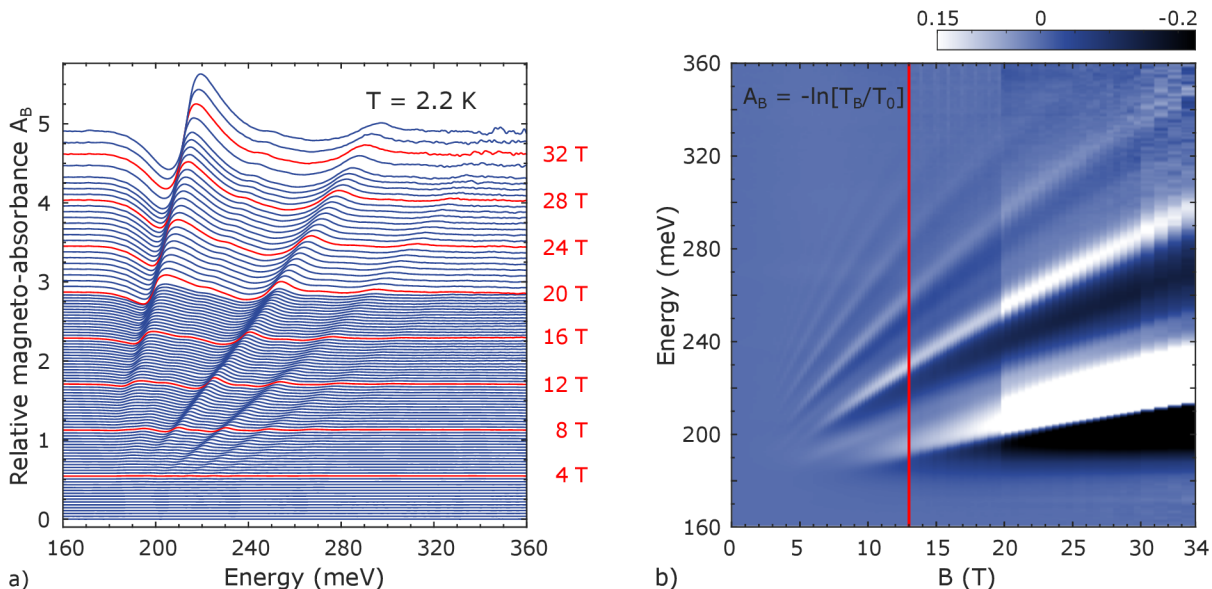 Relative magneto-absorbance A_B
5
4
3
2
1
0
T = 2.2 K
32 T
28 T
24 T
20 T
16 T
12 T
8 T
4 T
160 200 240 280 320 360
Energy (meV)
a)
0.15 0 -0.2
A_B = -ln[T_B/T_0]
Energy (meV)
360
320
280
240
200
160
0 5 10 15 20 25 30 34
B (T)
b)